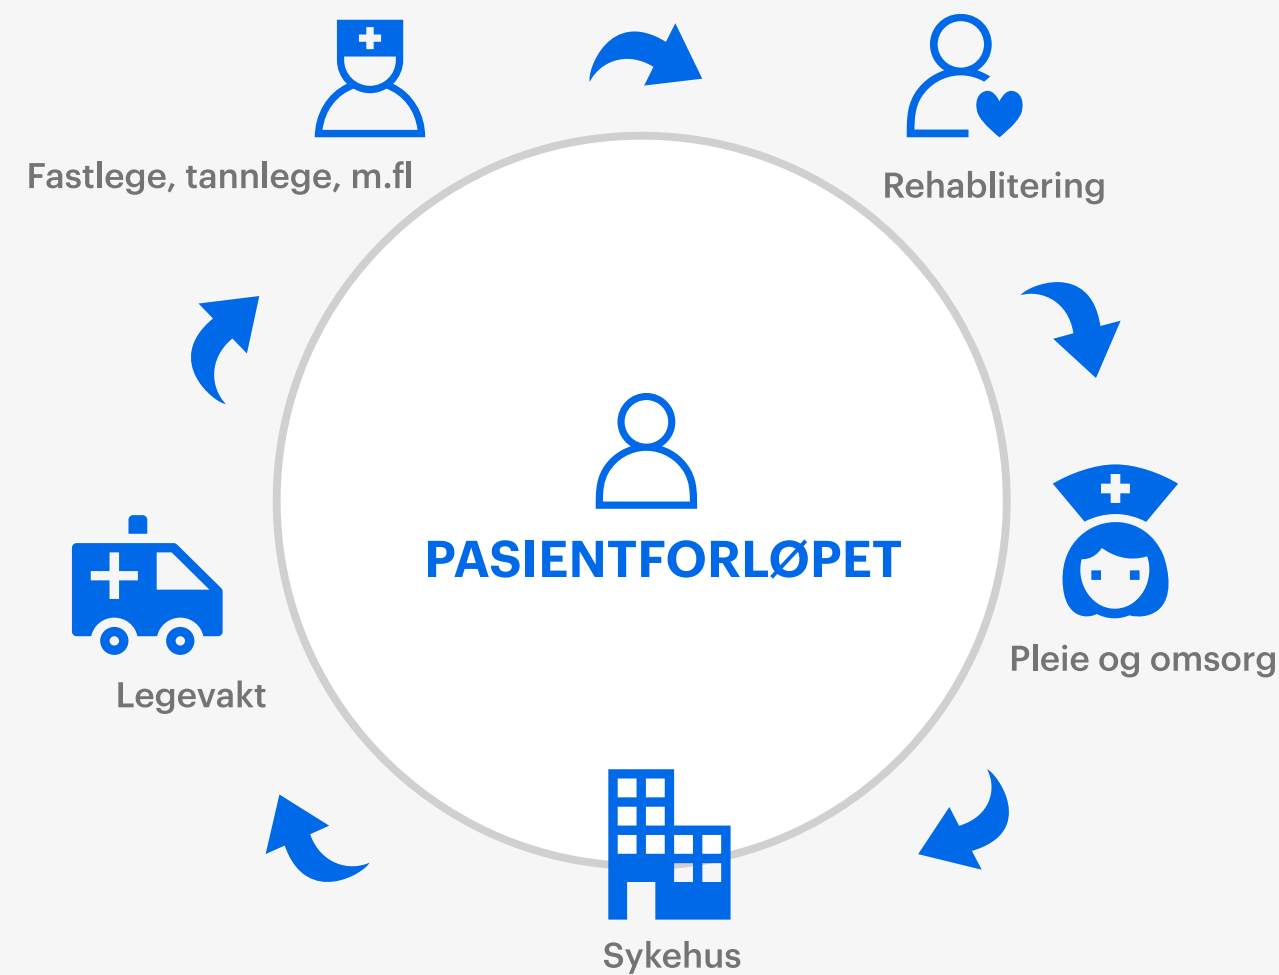 Fastlege, tannlege, m.fl
Rehablitering
PASIENTFORLØPET
Pleie og omsorg
Legevakt
Sykehus